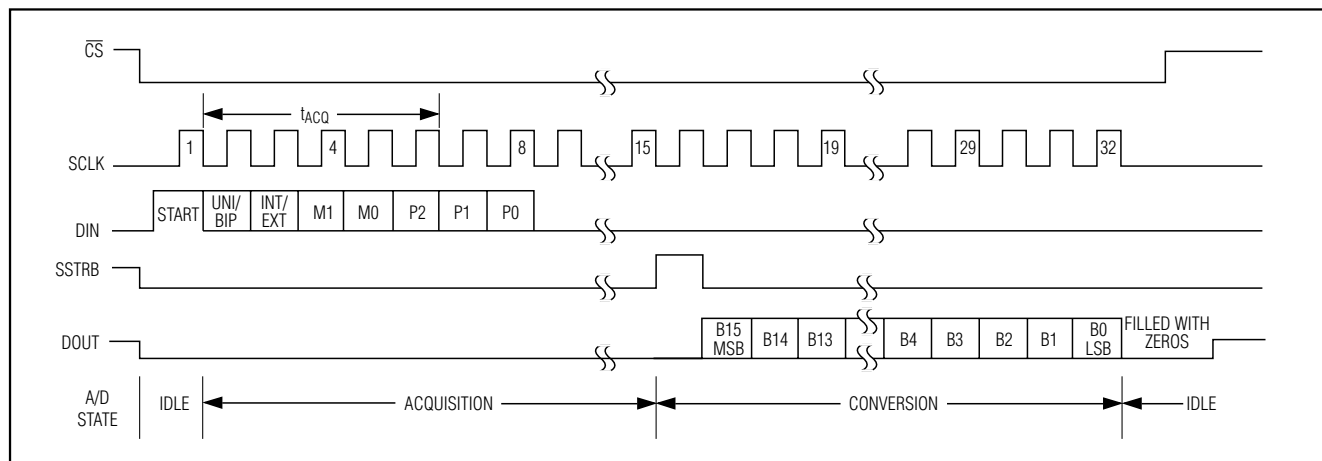 CS
tACQ
1 4 8 15 19 29 32
SCLK
START UNI/ INT/ M1 M0 P2 P1 P0
BIP EXT
DIN
SSTRB
B15 B14 B13 B4 B3 B2 B1 B0 FILLED WITH
MSB LSB ZEROS
DOUT
A/D IDLE ACQUISITION CONVERSION IDLE
STATE